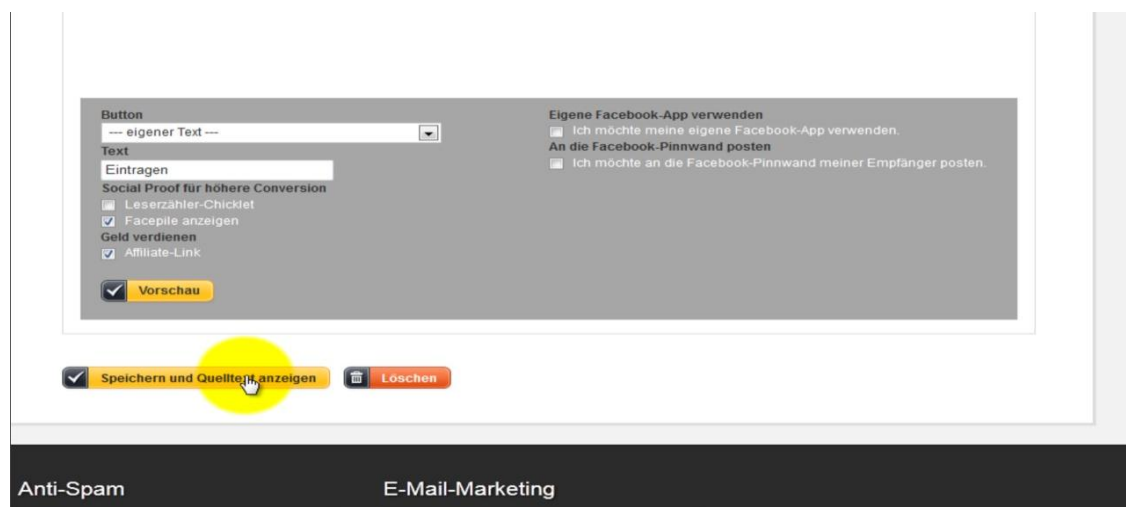 Button
--- eigener Text ---
Text
Eintragen
Social Proof für höhere Conversion
Leserzähler-Chicklet
Facepile anzeigen
Geld verdienen
Affiliate-Link
Vorschau
Eigene Facebook-App verwenden
Ich möchte meine eigene Facebook-App verwenden.
An die Facebook-Pinnwand posten
Ich möchte an die Facebook-Pinnwand meiner Empfänger posten.
Speichern und Quelltext anzeigen
Löschen
Anti-Spam
E-Mail-Marketing